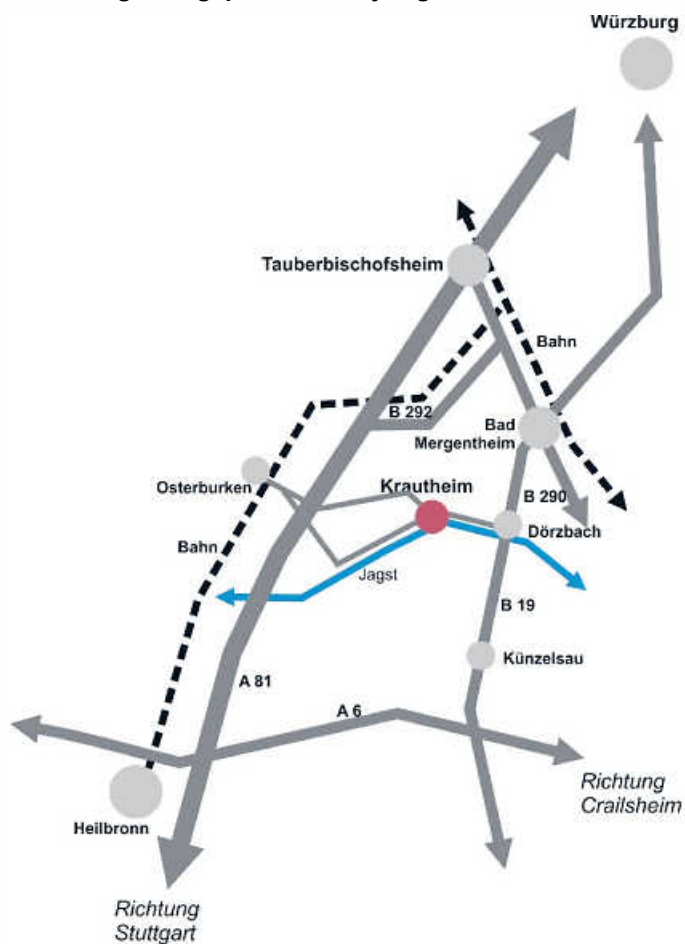 Würzburg
Tauberbischofsheim
Bahn
B 292
Bad
Mergentheim
Osterburken
Krautheim
B 290
Dörzbach
Bahn
Jagst
B 19
Künzelsau
A 81
A 6
Richtung
Crailsheim
Heilbronn
Richtung
Stuttgart